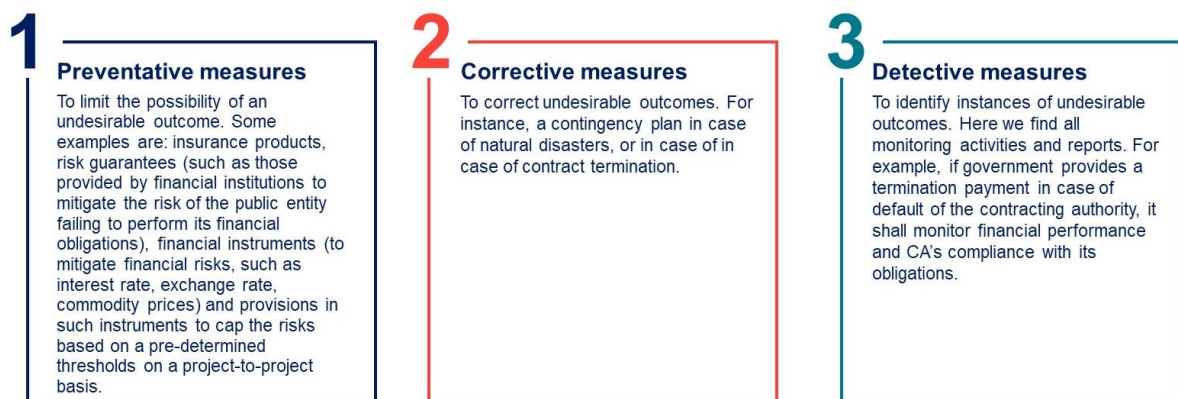 1
Preventative measures
To limit the possibility of an
undesirable outcome. Some
examples are: insurance products,
risk guarantees (such as those
provided by financial institutions to
mitigate the risk of the public entity
failing to perform its financial
obligations), financial instruments (to
mitigate financial risks, such as
interest rate, exchange rate,
commodity prices) and provisions in
such instruments to cap the risks
based on a pre-determined
thresholds on a project-to-project
basis.
2
Corrective measures
To correct undesirable outcomes. For
instance, a contingency plan in case
of natural disasters, or in case of in
case of contract termination.
3
Detective measures
To identify instances of undesirable
outcomes. Here we find all
monitoring activities and reports. For
example, if government provides a
termination payment in case of
default of the contracting authority, it
shall monitor financial performance
and CA's compliance with its
obligations.